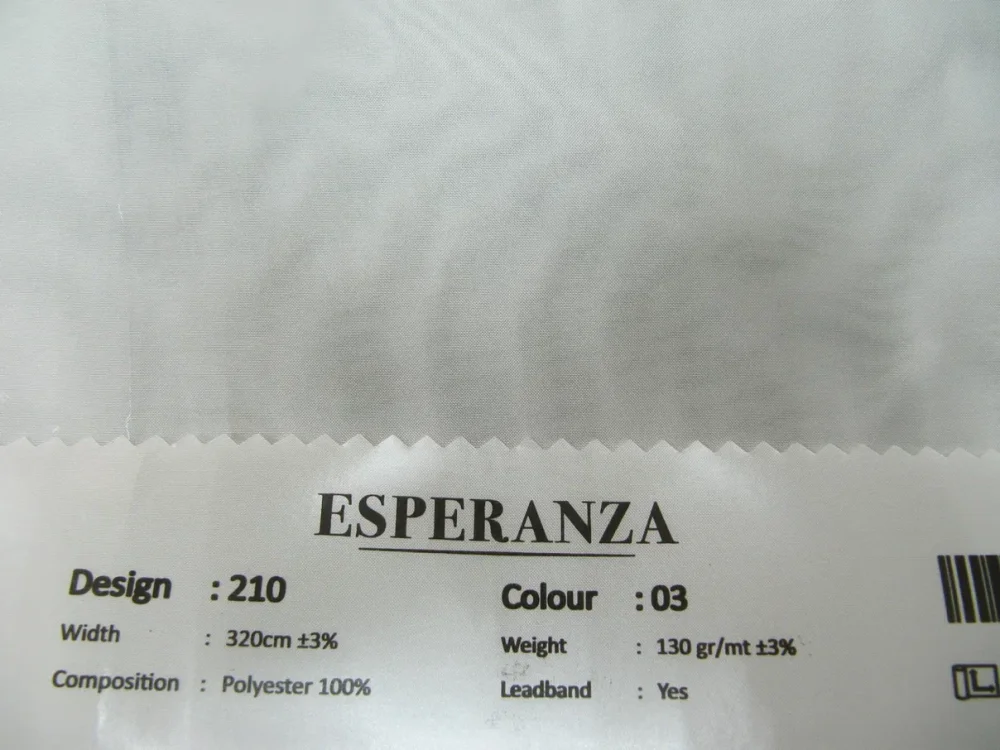 ESPERANZA
Design : 210 Colour : 03
Width : 320cm ±3% Weight : 130 gr/mt ±3%
Composition : Polyester 100% Leadband : Yes